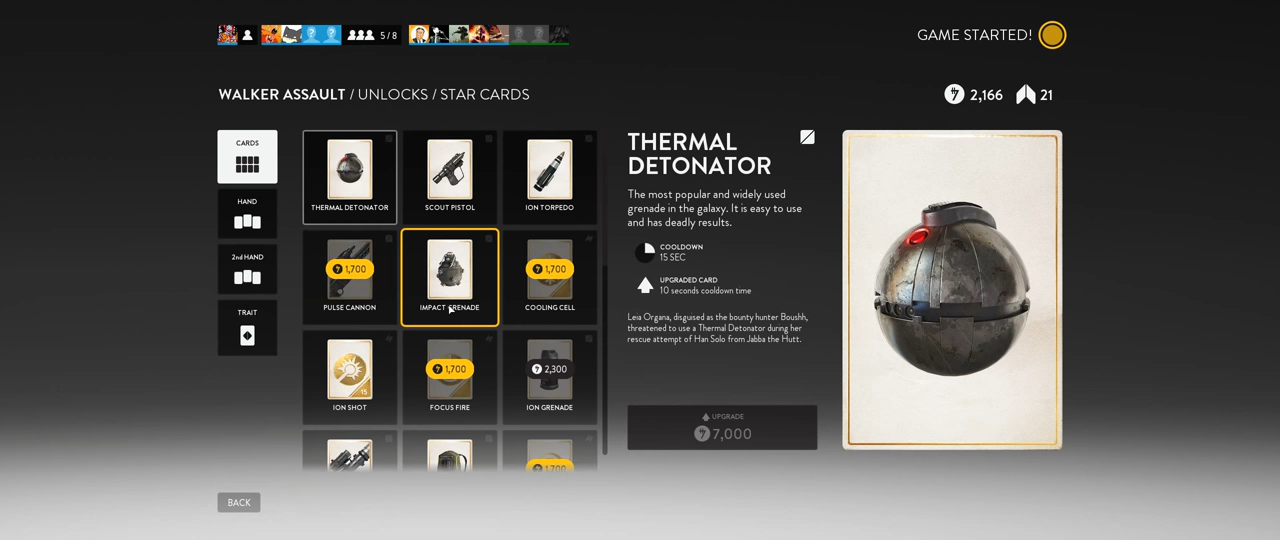 5 / 8
GAME STARTED!
WALKER ASSAULT / UNLOCKS / STAR CARDS
2,166
21
CARDS
HAND
2nd HAND
TRAIT
THERMAL DETONATOR
SCOUT PISTOL
ION TORPEDO
1,700
PULSE CANNON
IMPACT GRENADE
1,700
COOLING CELL
15
ION SHOT
1,700
FOCUS FIRE
2,300
ION GRENADE
1,700
THERMAL
DETONATOR
The most popular and widely used
grenade in the galaxy. It is easy to use
and has deadly results.
COOLDOWN
15 SEC
UPGRADED CARD
10 seconds cooldown time
Leia Organa, disguised as the bounty hunter Boushh,
threatened to use a Thermal Detonator during her
rescue attempt of Han Solo from Jabba the Hutt.
UPGRADE
7,000
BACK